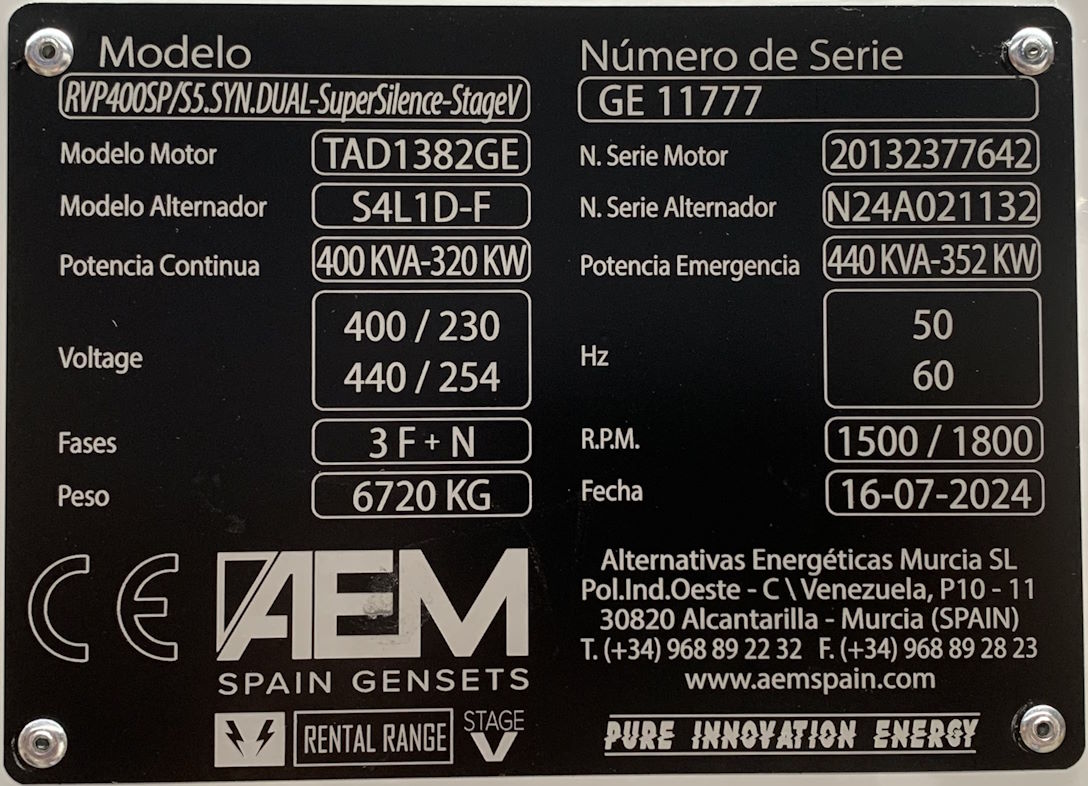 Modelo
RVP400SP/S5.SYN.DUAL-SuperSilence-StageV
Número de Serie
GE 11777
Modelo Motor TAD1382GE
N. Serie Motor 20132377642
Modelo Alternador S4L1D-F
N. Serie Alternador N24A021132
Potencia Continua 400 KVA-320 KW
Potencia Emergencia 440 KVA-352 KW
Voltage 400 / 230
440 / 254
Hz 50
60
Fases 3 F + N
R.P.M. 1500 / 1800
Peso 6720 KG
Fecha 16-07-2024
CE
AEM
SPAIN GENSETS
RENTAL RANGE
STAGE
V
Alternativas Energéticas Murcia SL
Pol.Ind.Oeste - C \ Venezuela, P10 - 11
30820 Alcantarilla - Murcia (SPAIN)
T. (+34) 968 89 22 32 F. (+34) 968 89 28 23
www.aemspain.com
PURE INNOVATION ENERGY